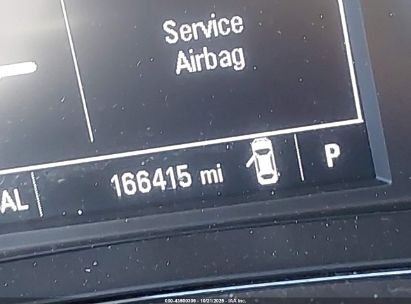 Service
Airbag
AL
166415 mi
P